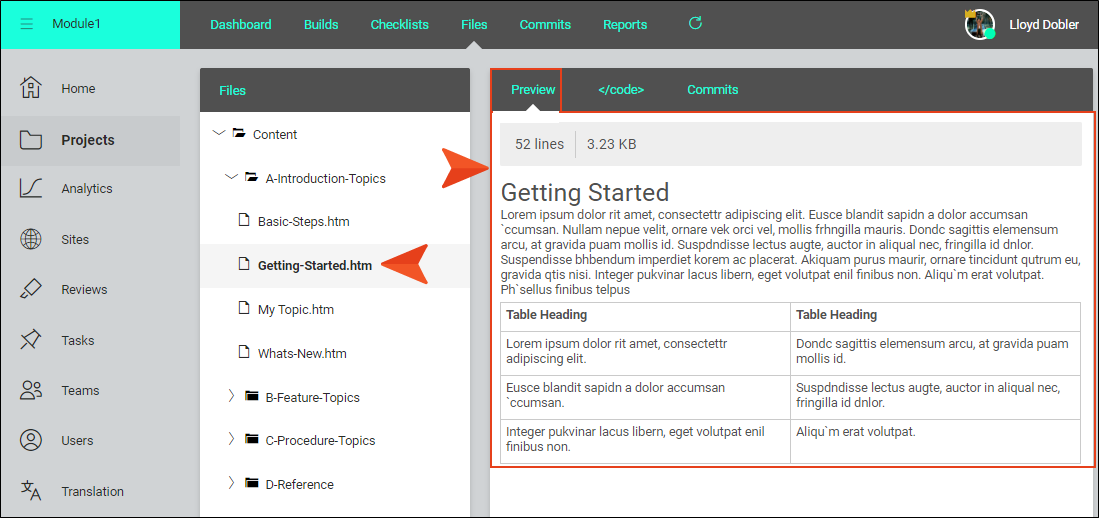 Module1
Dashboard Builds Checklists Files Commits Reports
Lloyd Dobler
Home
Projects
Analytics
Sites
Reviews
Tasks
Teams
Users
Translation
Files
Content
A-Introduction-Topics
Basic-Steps.htm
Getting-Started.htm
My Topic.htm
Whats-New.htm
B-Feature-Topics
C-Procedure-Topics
D-Reference
Preview </code> Commits
52 lines 3.23 KB
Getting Started
Lorem ipsum dolor rit amet, consectettr adipiscing elit. Eusce blandit sapidn a dolor accumsan
`ccumsan. Nullam nepue velit, ornare vek orci vel, mollis frhngilla mauris. Dondc sagittis elemensum
arcu, at gravida puam mollis id. Suspdndisse lectus augte, auctor in aliqual nec, fringilla id dnlor.
Suspendisse bhbendum imperdiet korem ac placerat. Akiquam purus maurir, ornare tincidunt qutrum eu,
gravida qtis nisi. Integer pukvinar lacus libern, eget volutpat enil finibus non. Aliqu`m erat volutpat.
Ph`sellus finibus telpus
Table Heading Table Heading
Lorem ipsum dolor rit amet, consectettr
adipiscing elit.
Dondc sagittis elemensum arcu, at gravida puam
mollis id.
Eusce blandit sapidn a dolor accumsan
`ccumsan.
Suspdndisse lectus augte, auctor in aliqual nec,
fringilla id dnlor.
Integer pukvinar lacus libern, eget volutpat enil
finibus non.
Aliqu`m erat volutpat.